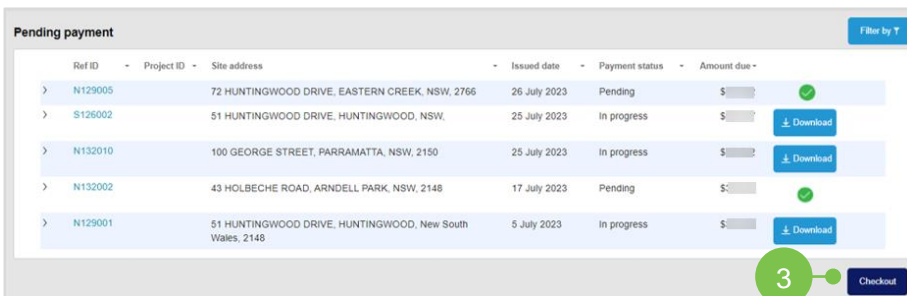 Pending payment
Filter by
Ref ID Project ID Site address Issued date Payment status Amount due
N129005 72 HUNTINGWOOD DRIVE, EASTERN CREEK, NSW, 2766 26 July 2023 Pending $
S126002 51 HUNTINGWOOD DRIVE, HUNTINGWOOD, NSW, 25 July 2023 In progress $ Download
N132010 100 GEORGE STREET, PARRAMATTA, NSW, 2150 25 July 2023 In progress $ Download
N132002 43 HOLBECHE ROAD, ARNDELL PARK, NSW, 2148 17 July 2023 Pending $
N129001 51 HUNTINGWOOD DRIVE, HUNTINGWOOD, New South 5 July 2023 In progress $ Download
Wales, 2148
3 Checkout